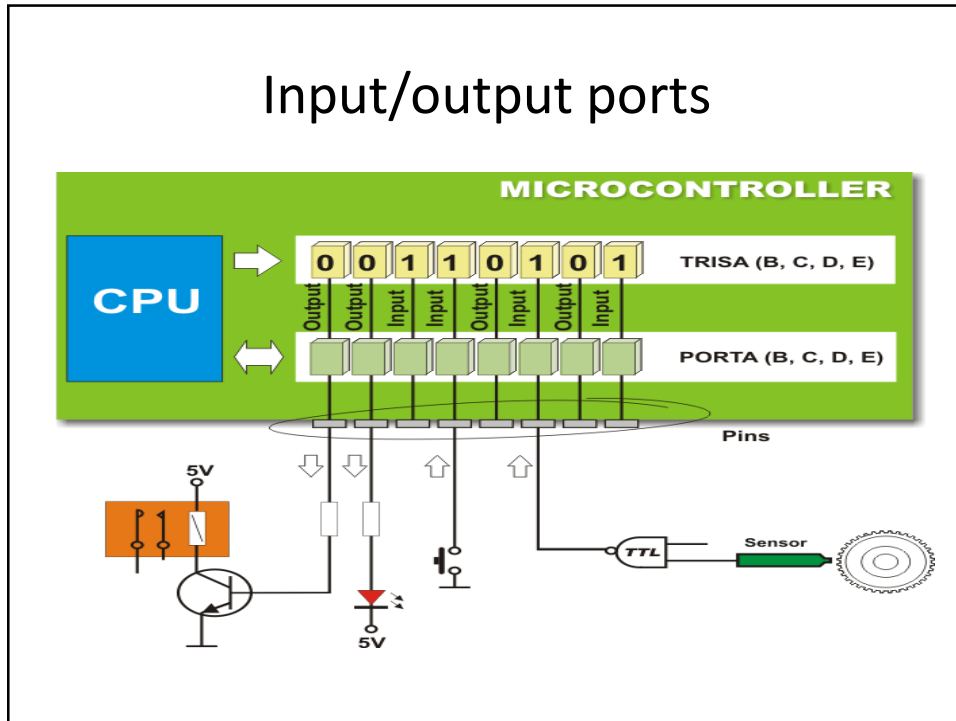 Input/output ports
MICROCONTROLLER
CPU
0 0 1 1 0 1 0 1
TRISA (B, C, D, E)
Output Output Input Input Output Input Output Input
PORTA (B, C, D, E)
Pins
5V
TTL
Sensor
5V